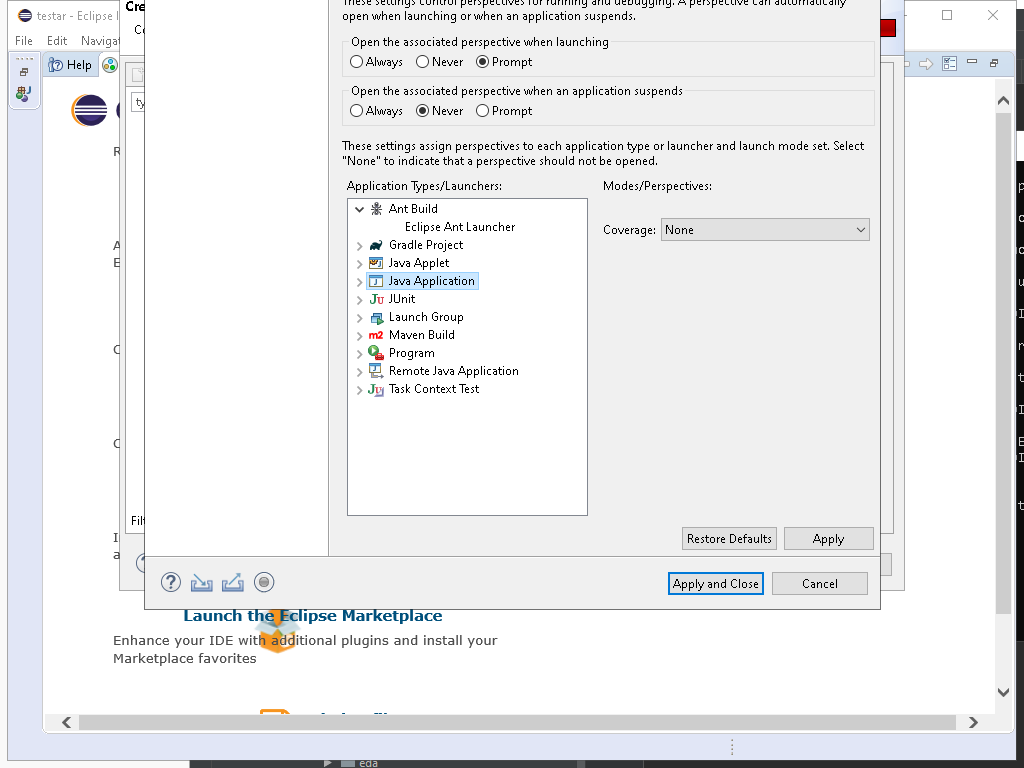 testar - Eclipse I
Cre
File Edit Navigat
Co
Help
ty
R
A
E
C
C
I
a
Filt
These settings control perspectives for running and debugging. A perspective can automatically
open when launching or when an application suspends.
Open the associated perspective when launching
Always Never Prompt
Open the associated perspective when an application suspends
Always Never Prompt
These settings assign perspectives to each application type or launcher and launch mode set. Select
"None" to indicate that a perspective should not be opened.
Application Types/Launchers: Modes/Perspectives:
Coverage: None
Ant Build
Eclipse Ant Launcher
Gradle Project
Java Applet
Java Application
JUnit
Launch Group
Maven Build
Program
Remote Java Application
Task Context Test
Restore Defaults Apply
Apply and Close Cancel
Launch the Eclipse Marketplace
Enhance your IDE with additional plugins and install your
Marketplace favorites
eda